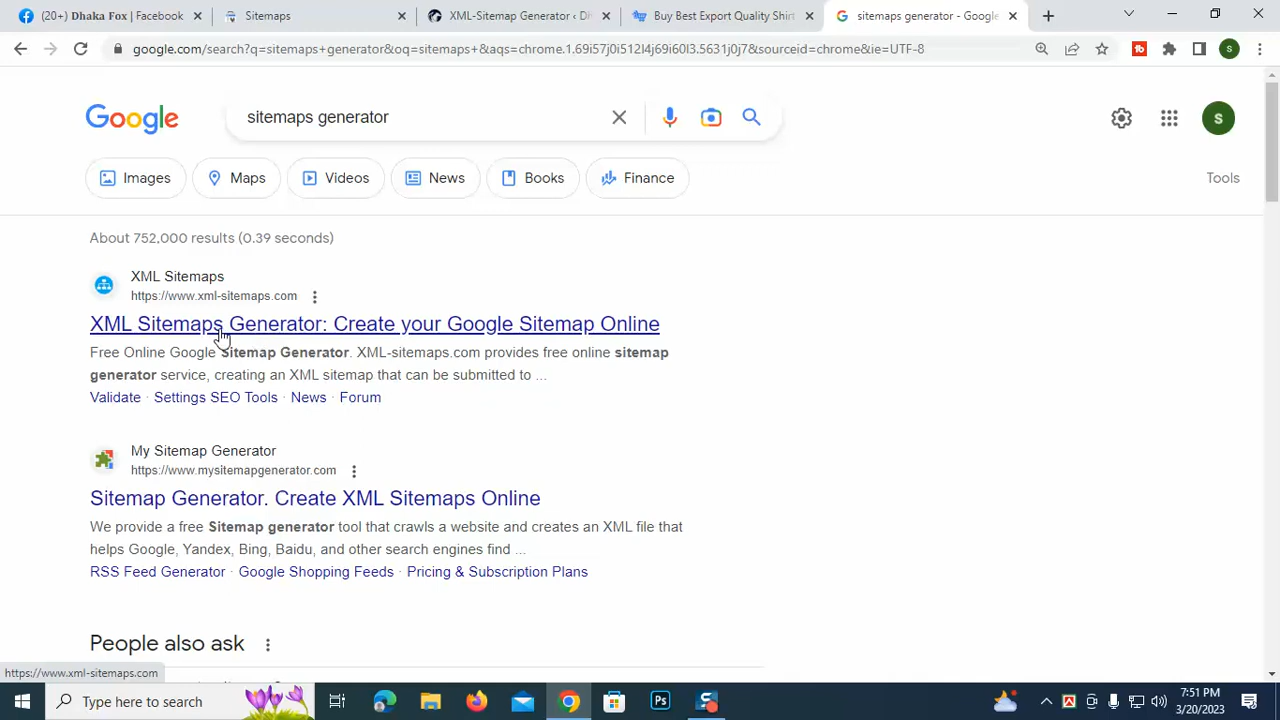 (20+) Dhaka Fox | Facebook
Sitemaps
XML-Sitemap Generator ‹ Dh
Buy Best Export Quality Shirt
sitemaps generator - Google
google.com/search?q=sitemaps+generator&oq=sitemaps+&aqs=chrome.1.69i57j0i512l4j69i60l3.5631j0j7&sourceid=chrome&ie=UTF-8
Google
sitemaps generator
S
Images
Maps
Videos
News
Books
Finance
Tools
About 752,000 results (0.39 seconds)
XML Sitemaps
https://www.xml-sitemaps.com
XML Sitemaps Generator: Create your Google Sitemap Online
Free Online Google Sitemap Generator. XML-sitemaps.com provides free online sitemap
generator service, creating an XML sitemap that can be submitted to ...
Validate · Settings SEO Tools · News · Forum
My Sitemap Generator
https://www.mysitemapgenerator.com
Sitemap Generator. Create XML Sitemaps Online
We provide a free Sitemap generator tool that crawls a website and creates an XML file that
helps Google, Yandex, Bing, Baidu, and other search engines find ...
RSS Feed Generator · Google Shopping Feeds · Pricing & Subscription Plans
People also ask
https://www.xml-sitemaps.com
Type here to search
Ps
7:51 PM
3/20/2023